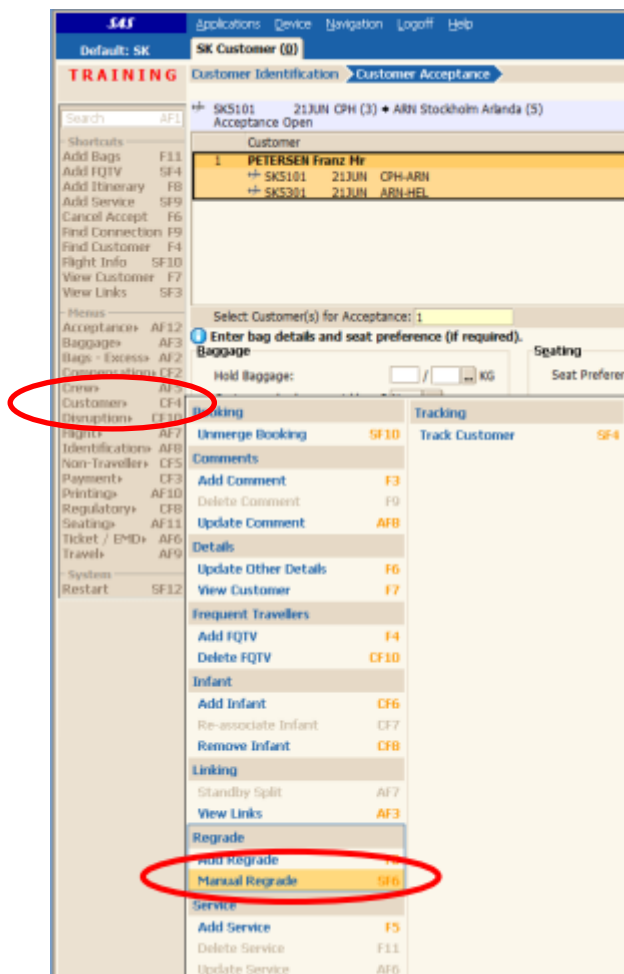 SAS
Applications Device Navigation Logoff Help
Default: SK
SK Customer (0)
TRAINING
Customer Identification Customer Acceptance
Search AF1
SK5101 21JUN CPH (3) ◆ ARN Stockholm Arlanda (5)
Acceptance Open
Customer
1 PETERSEN Franz Mr
SK5101 21JUN CPH-ARN
SK5301 21JUN ARN-HEL
Shortcuts
Add Bags F11
Add FQTV SF4
Add Itinerary F8
Add Service SF9
Cancel Accept F6
Find Connection F9
Find Customer F4
Flight Info SF10
View Customer F7
View Links SF3
Menus
Acceptance» AF12
Baggage» AF3
Bags - Excess» AF2
Compensation» CF2
Crew» AF5
Customer» CF4
Disruption» CF10
Flight» AF7
Identification» AF8
Non-Traveller» CF5
Payment» CF3
Printing» AF10
Regulatory» CF8
Seating» AF11
Ticket / EMD» AF6
Travel» AF9
System
Restart SF12
Select Customer(s) for Acceptance: 1
Enter bag details and seat preference (if required).
Baggage Seating
Hold Baggage: / ... KG Seat Prefere
Booking
Unmerge Booking SF10
Comments
Add Comment F3
Delete Comment F9
Update Comment AF8
Details
Update Other Details F6
View Customer F7
Frequent Travellers
Add FQTV F4
Delete FQTV CF10
Infant
Add Infant CF6
Re-associate Infant CF7
Remove Infant CF8
Linking
Standby Split AF7
View Links AF3
Regrade
Add Regrade
Manual Regrade SF6
Service
Add Service F5
Delete Service F11
Update Service AF6
Tracking
Track Customer SF4